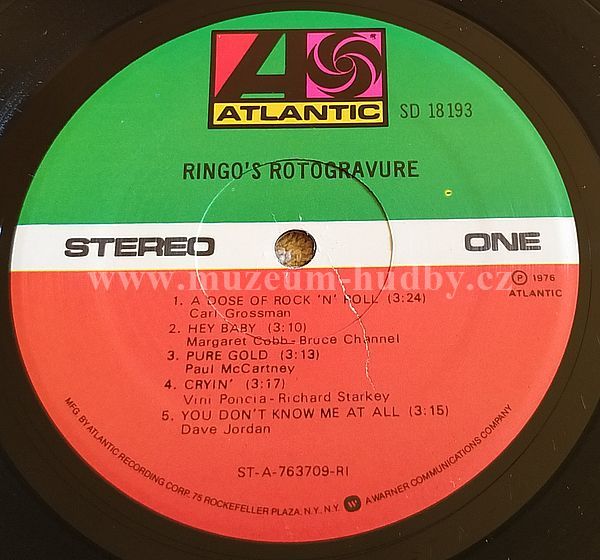 ATLANTIC
SD 18193
RINGO'S ROTOGRAVURE
STEREO
ONE
www.muzeum-hudby.cz
℗ 1976
ATLANTIC
1. A DOSE OF ROCK 'N' ROLL (3:24)
Carl Grossman
2. HEY BABY (3:10)
Margaret Cobb-Bruce Channel
3. PURE GOLD (3:13)
Paul McCartney
4. CRYIN' (3:17)
Vini Poncia-Richard Starkey
5. YOU DON'T KNOW ME AT ALL (3:15)
Dave Jordan
ST-A-763709-RI
MFG. BY ATLANTIC RECORDING CORP. 75 ROCKEFELLER PLAZA, N.Y. N.Y. W A WARNER COMMUNICATIONS COMPANY